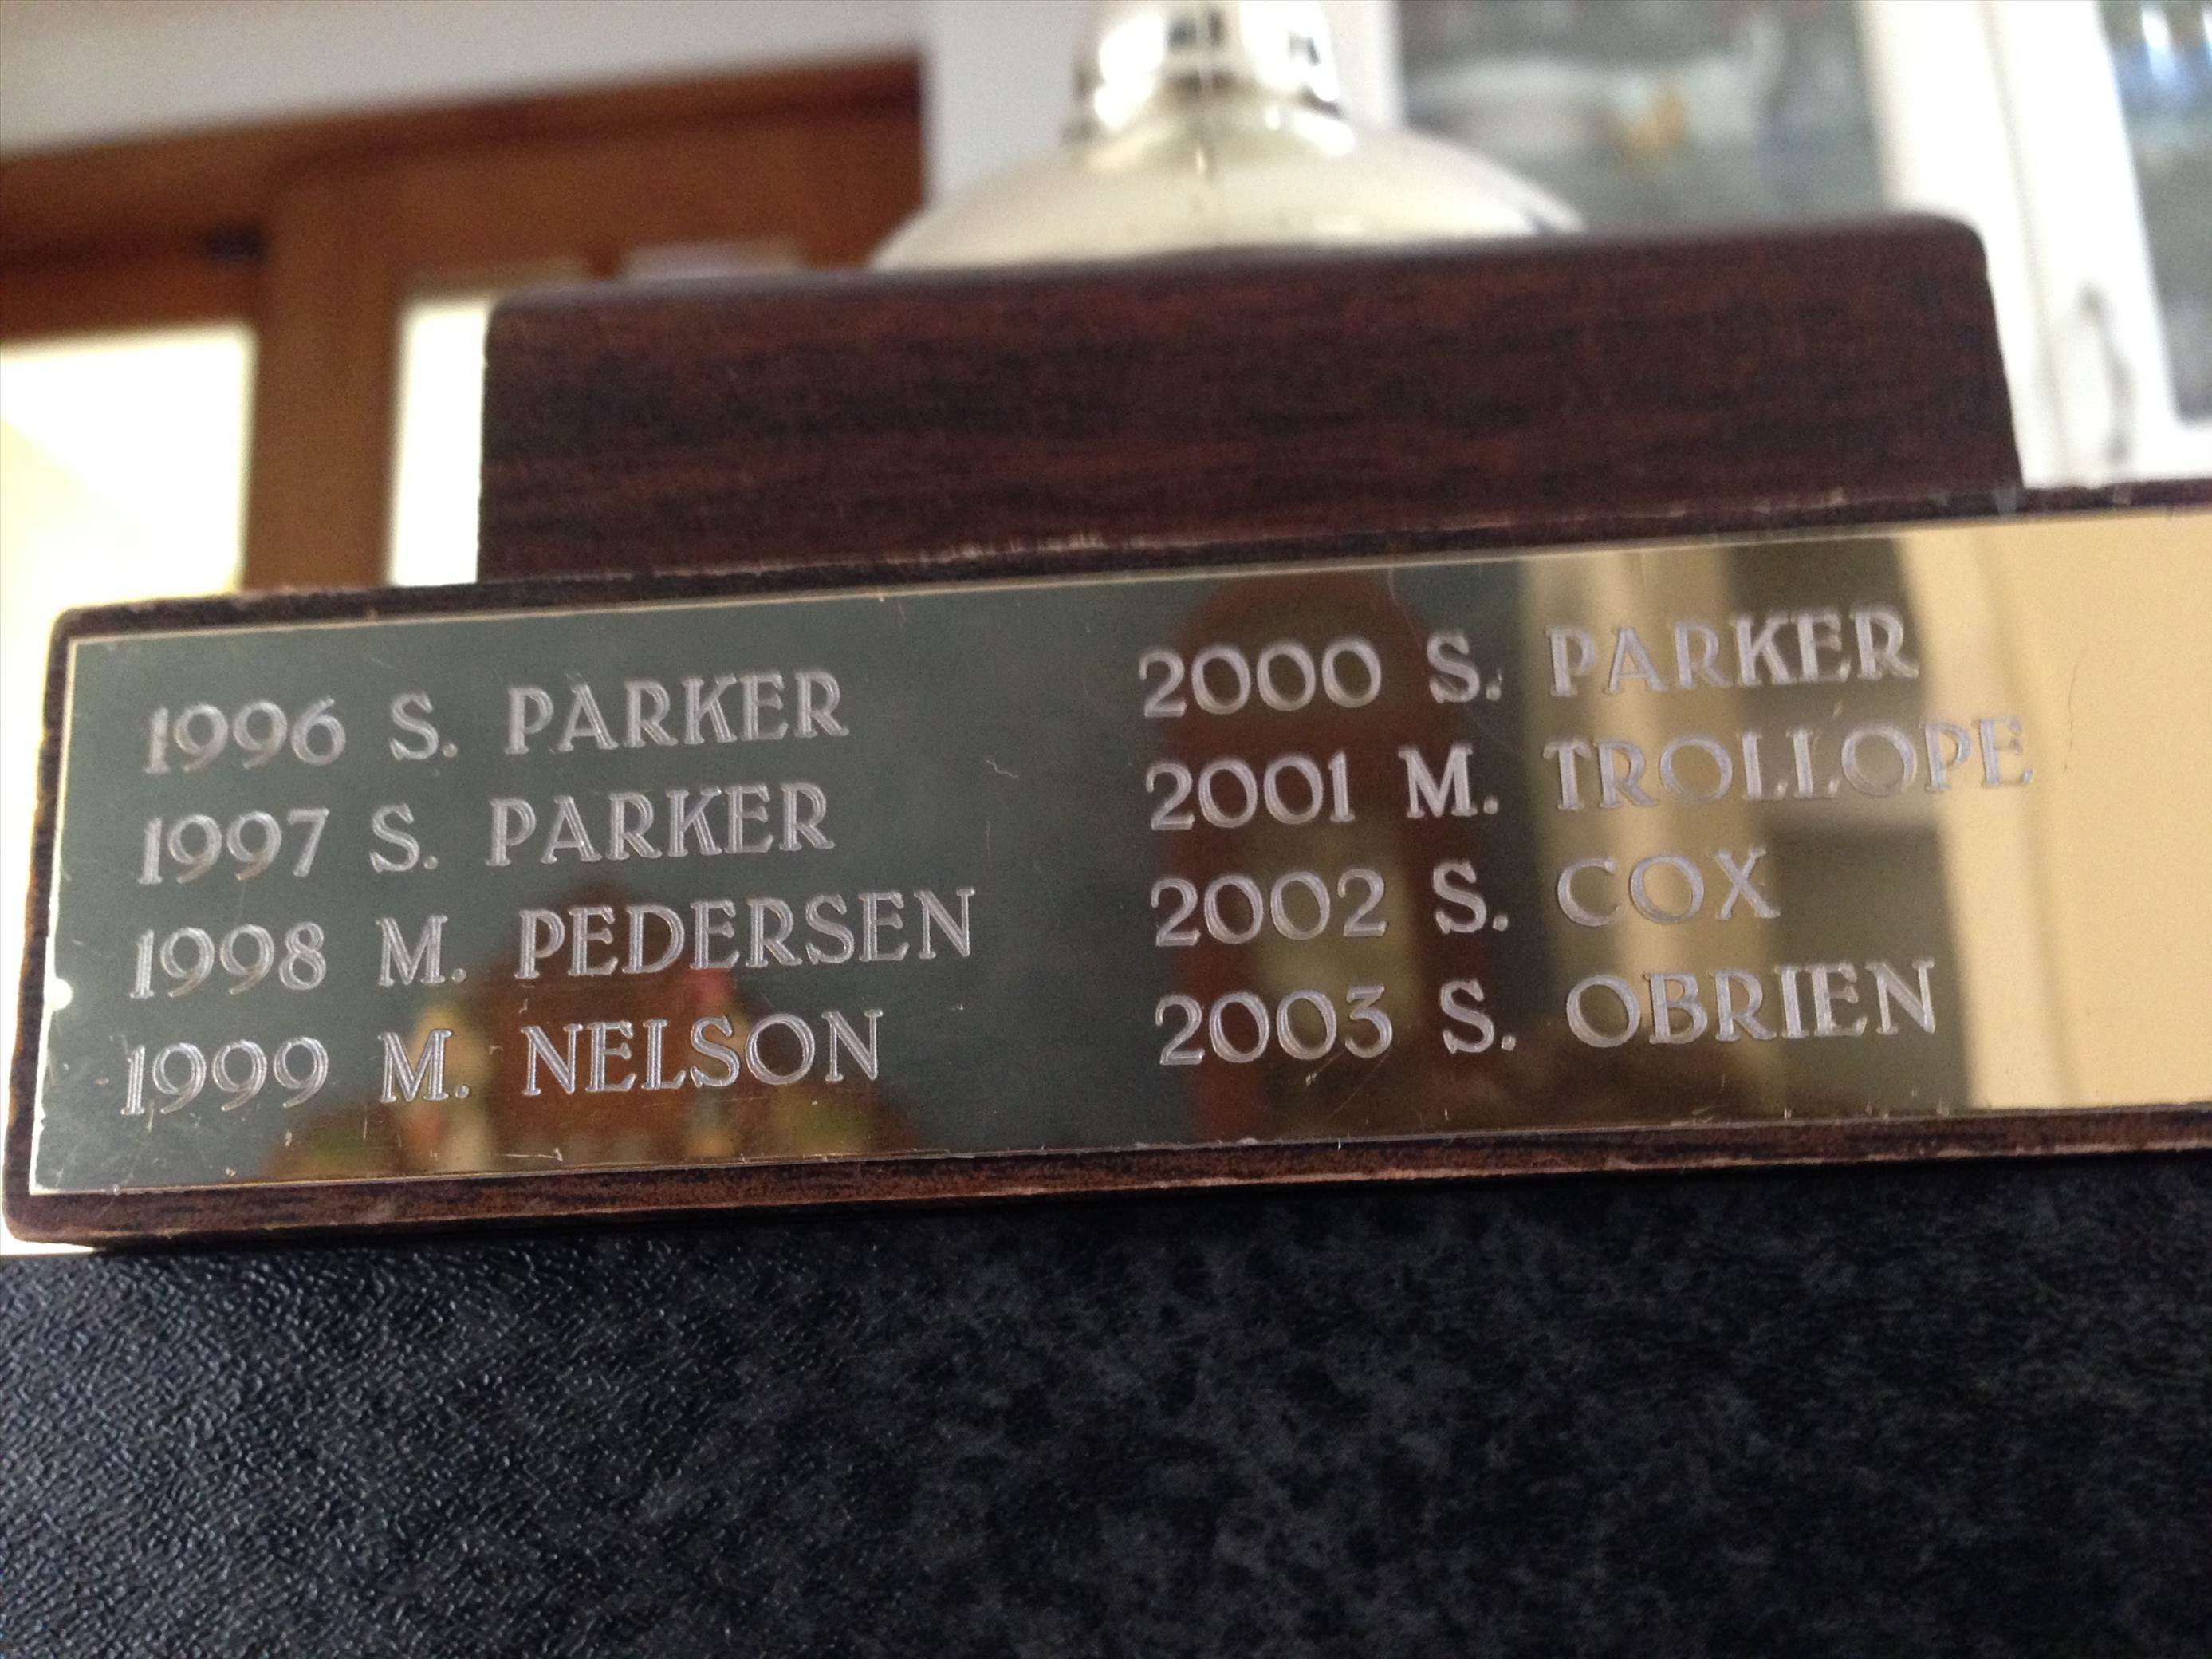 1996 S. PARKER
1997 S. PARKER
1998 M. PEDERSEN
1999 M. NELSON
2000 S. PARKER
2001 M. TROLLOPE
2002 S. COX
2003 S. OBRIEN